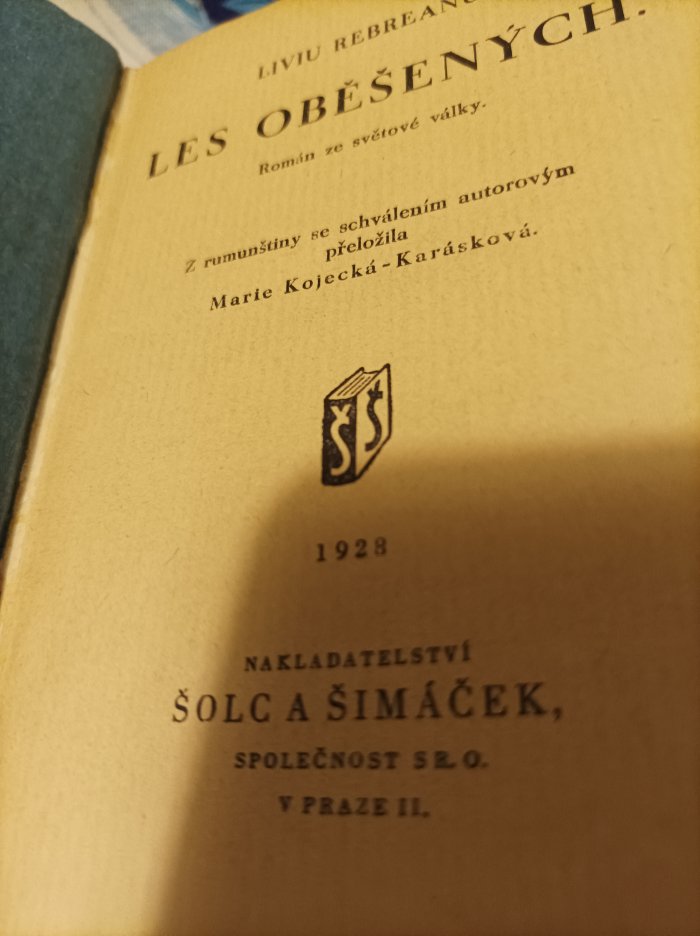 LIVIU REBREANU
LES OBĚŠENÝCH.
Román ze světové války.
Z rumunštiny se schválením autorovým
přeložila
Marie Kojecká-Karásková.
Š Š
1928
NAKLADATELSTVÍ
ŠOLC A ŠIMÁČEK,
SPOLEČNOST S R. O.
V PRAZE II.